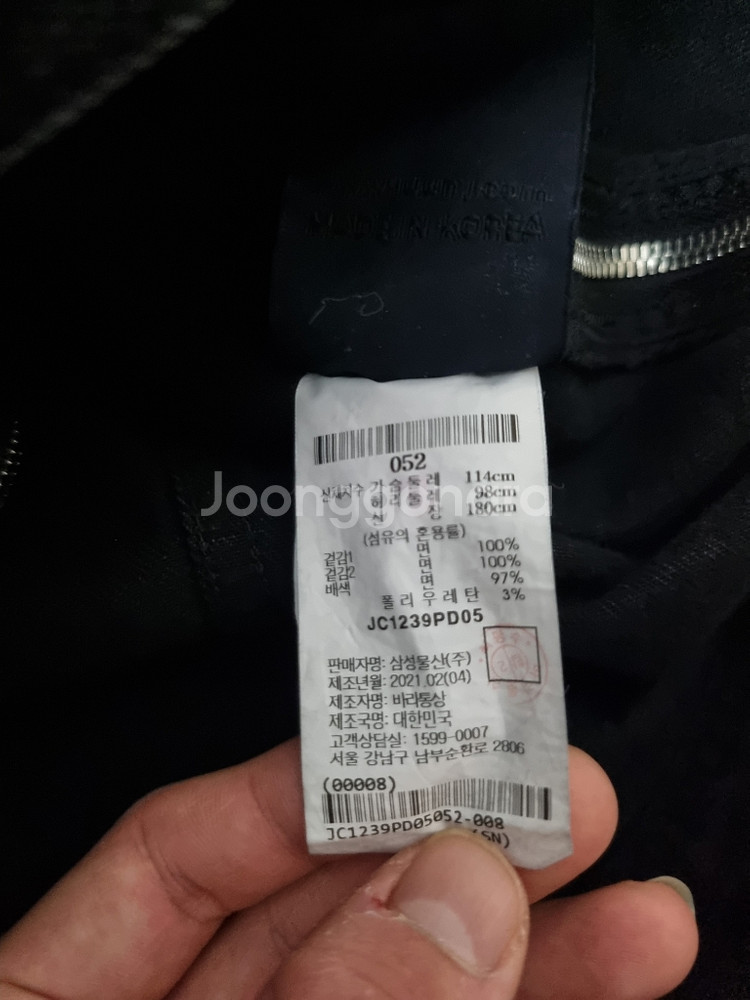 MADE IN KOREA
052
신체치수 가슴둘레 114cm
허리둘레 98cm
신장 180cm
(섬유의 혼용률)
겉감1 면 100%
겉감2 면 100%
배색 면 97%
폴리우레탄 3%
JC1239PD05
판매자명: 삼성물산(주)
제조년월: 2021.02(04)
제조자명: 바라통상
제조국명: 대한민국
고객상담실: 1599-0007
서울 강남구 남부순환로 2806
(00008)
JC1239PD05052-008
(SN)
Joonggonara